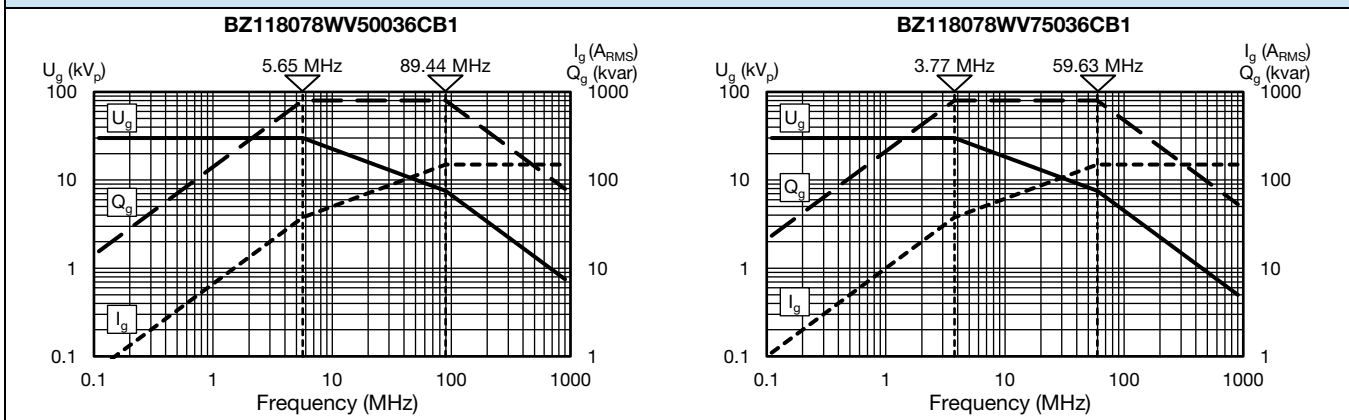 BZ118078WV50036CB1
U_g (kV_p)
5.65 MHz
89.44 MHz
I_g (A_RMS)
Q_g (kvar)
100
10
1
0.1
U_g
Q_g
I_g
1000
100
10
1
0.1
1
10
100
1000
Frequency (MHz)
BZ118078WV75036CB1
U_g (kV_p)
3.77 MHz
59.63 MHz
I_g (A_RMS)
Q_g (kvar)
100
10
1
0.1
U_g
Q_g
I_g
1000
100
10
1
0.1
1
10
100
1000
Frequency (MHz)